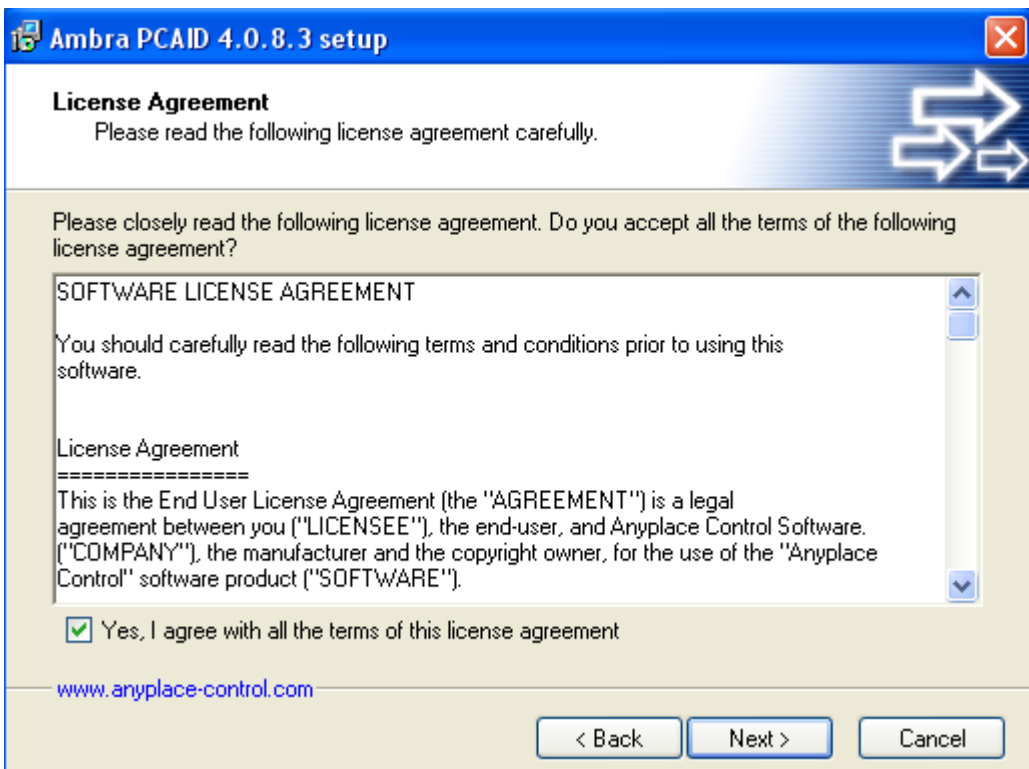 Ambra PCAID 4.0.8.3 setup
License Agreement
Please read the following license agreement carefully.
Please closely read the following license agreement. Do you accept all the terms of the following
license agreement?
SOFTWARE LICENSE AGREEMENT
You should carefully read the following terms and conditions prior to using this
software.
License Agreement
================
This is the End User License Agreement (the "AGREEMENT") is a legal
agreement between you ("LICENSEE"), the end-user, and Anyplace Control Software.
("COMPANY"), the manufacturer and the copyright owner, for the use of the "Anyplace
Control" software product ("SOFTWARE").
Yes, I agree with all the terms of this license agreement
www.anyplace-control.com
< Back Next > Cancel